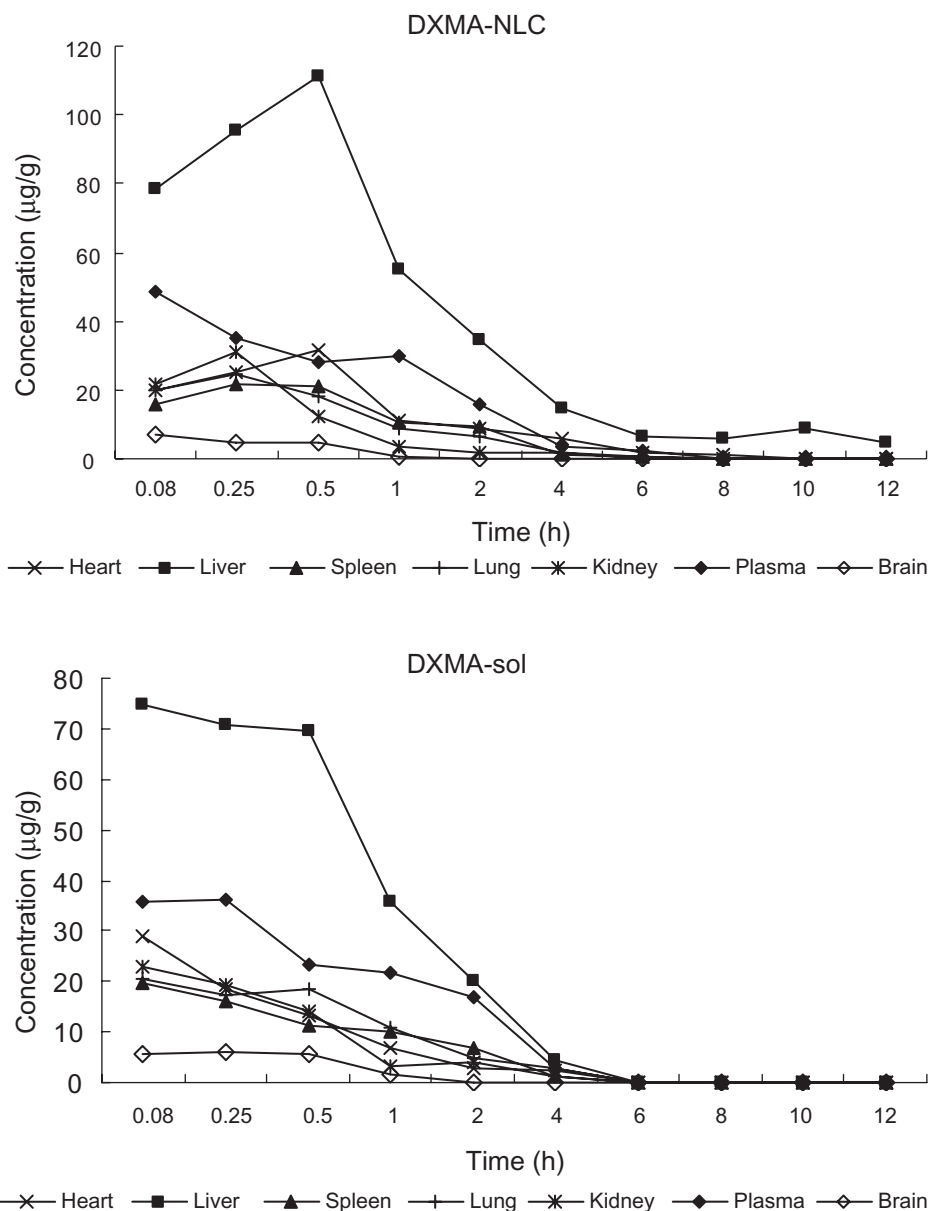 DXMA-NLC
120
100
80
60
40
20
0
Concentration (µg/g)
0.08 0.25 0.5 1 2 4 6 8 10 12
Time (h)
Heart Liver Spleen Lung Kidney Plasma Brain
DXMA-sol
80
70
60
50
40
30
20
10
0
Concentration (µg/g)
0.08 0.25 0.5 1 2 4 6 8 10 12
Time (h)
Heart Liver Spleen Lung Kidney Plasma Brain